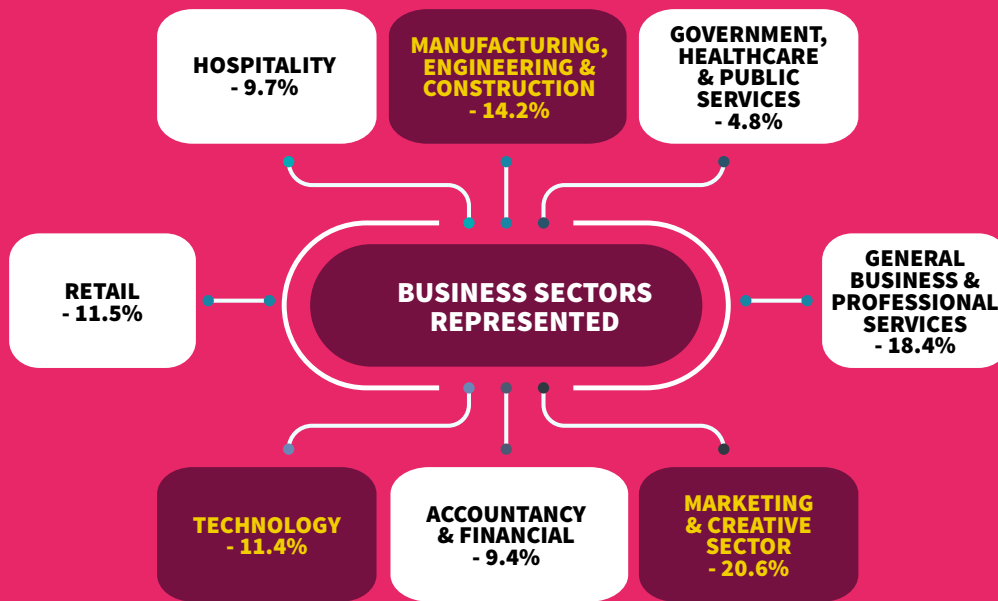 HOSPITALITY
- 9.7%
MANUFACTURING,
ENGINEERING &
CONSTRUCTION
- 14.2%
GOVERNMENT,
HEALTHCARE
& PUBLIC
SERVICES
- 4.8%
RETAIL
- 11.5%
BUSINESS SECTORS
REPRESENTED
GENERAL
BUSINESS &
PROFESSIONAL
SERVICES
- 18.4%
TECHNOLOGY
- 11.4%
ACCOUNTANCY
& FINANCIAL
- 9.4%
MARKETING
& CREATIVE
SECTOR
- 20.6%